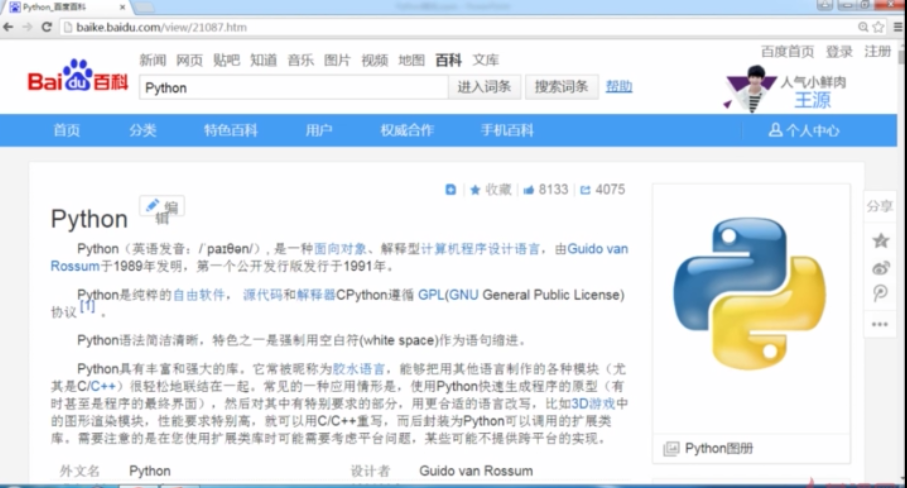 Python_百度百科
baike.baidu.com/view/21087.htm
百度首页 登录 注册
新闻 网页 贴吧 知道 音乐 图片 视频 地图 百科 文库
Bai du 百科
Python 进入词条 搜索词条 帮助
人气小鲜肉
王源
首页 分类 特色百科 用户 权威合作 手机百科 个人中心
收藏 8133 4075
Python 编
辑
分享
Python（英语发音：/ˈpaɪθən/）, 是一种面向对象、解释型计算机程序设计语言，由Guido van
Rossum于1989年发明，第一个公开发行版发行于1991年。
Python是纯粹的自由软件， 源代码和解释器CPython遵循 GPL(GNU General Public License)
协议[1] 。
Python语法简洁清晰，特色之一是强制用空白符(white space)作为语句缩进。
Python具有丰富和强大的库。它常被昵称为胶水语言，能够把用其他语言制作的各种模块（尤
其是C/C++）很轻松地联结在一起。常见的一种应用情形是，使用Python快速生成程序的原型（有
时甚至是程序的最终界面），然后对其中有特别要求的部分，用更合适的语言改写，比如3D游戏中
的图形渲染模块，性能要求特别高，就可以用C/C++重写，而后封装为Python可以调用的扩展类
库。需要注意的是在您使用扩展类库时可能需要考虑平台问题，某些可能不提供跨平台的实现。
Python图册
外文名 Python 设计者 Guido van Rossum